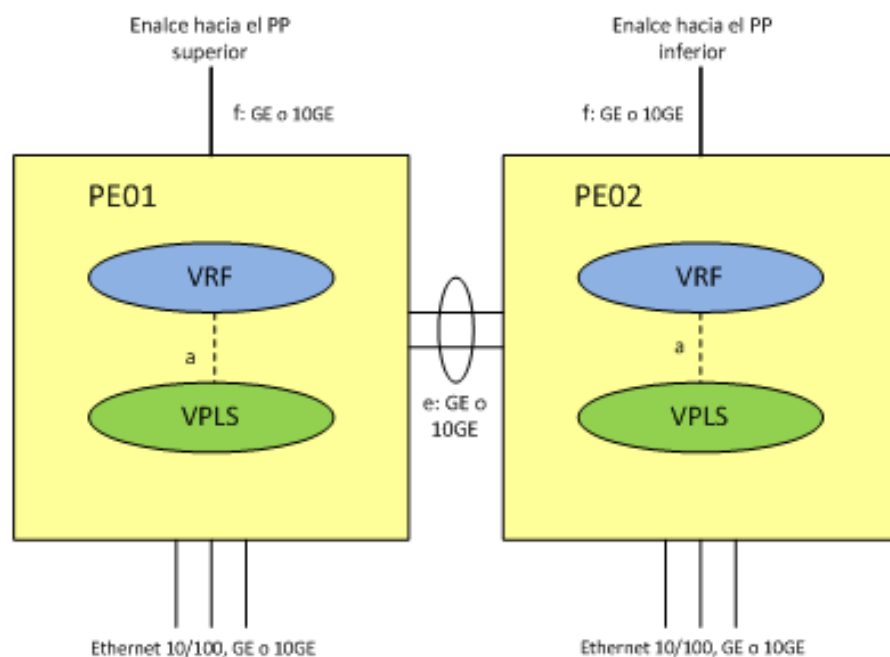 Enalce hacia el PP
superior
Enalce hacia el PP
inferior
f: GE o 10GE
f: GE o 10GE
PE01
PE02
VRF
VRF
a
a
e: GE o
10GE
VPLS
VPLS
Ethernet 10/100, GE o 10GE
Ethernet 10/100, GE o 10GE